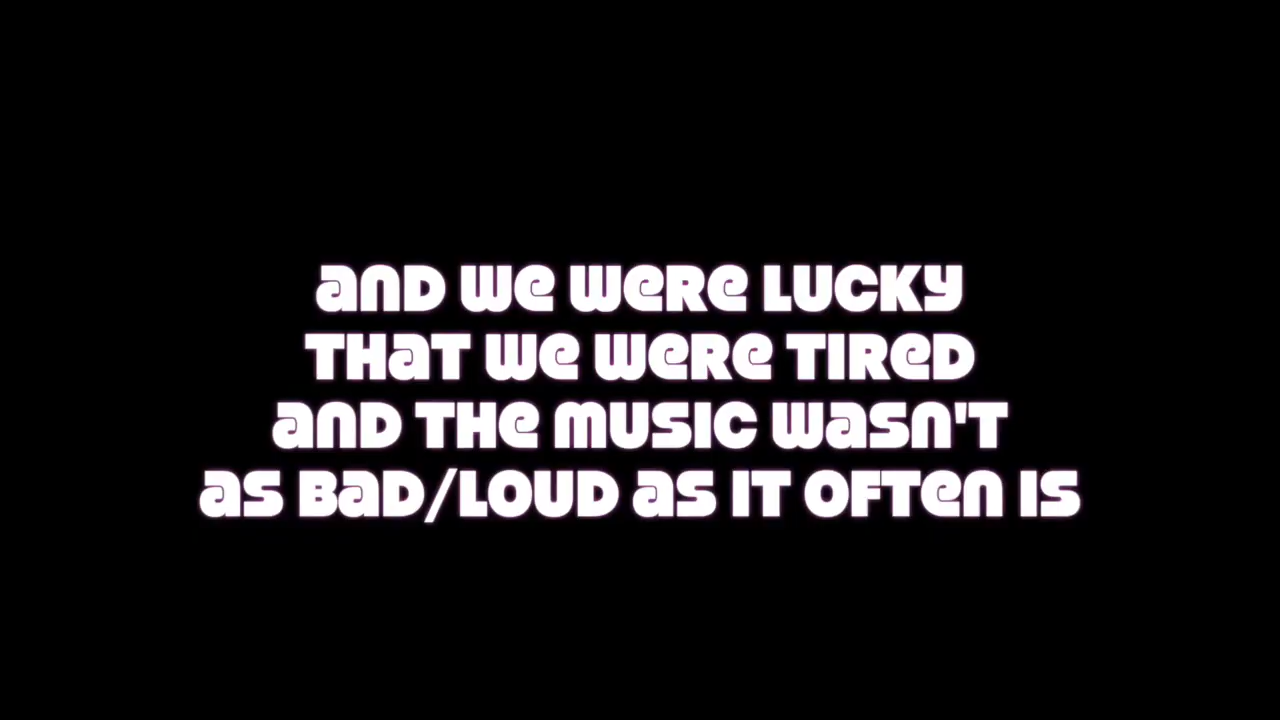 and we were lucky
that we were tired
and the music wasn't
as bad/loud as it often is